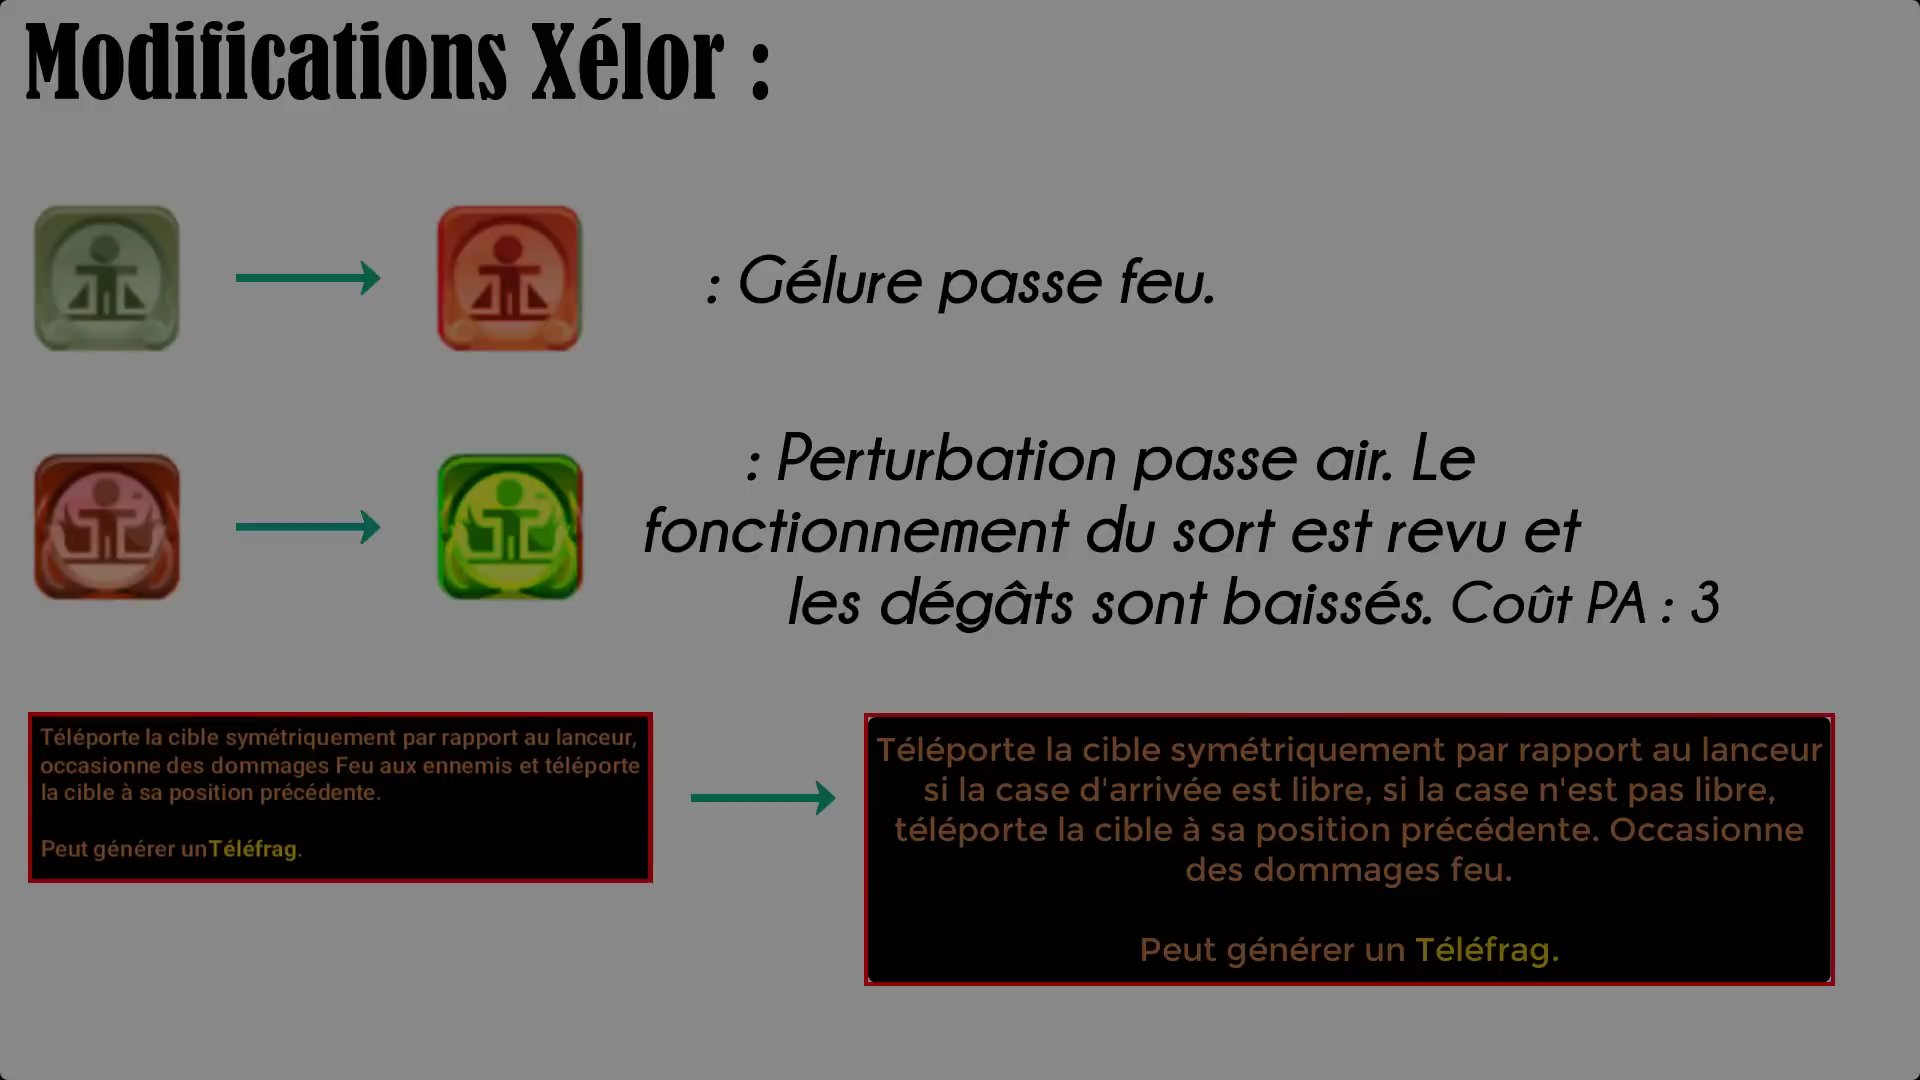 Modifications Xélor :
: Gélure passe feu.
: Perturbation passe air. Le
fonctionnement du sort est revu et
les dégâts sont baissés. Coût PA : 3
Téléporte la cible symétriquement par rapport au lanceur,
occasionne des dommages Feu aux ennemis et téléporte
la cible à sa position précédente.
Peut générer un Téléfrag.
Téléporte la cible symétriquement par rapport au lanceur
si la case d'arrivée est libre, si la case n'est pas libre,
téléporte la cible à sa position précédente. Occasionne
des dommages feu.
Peut générer un Téléfrag.